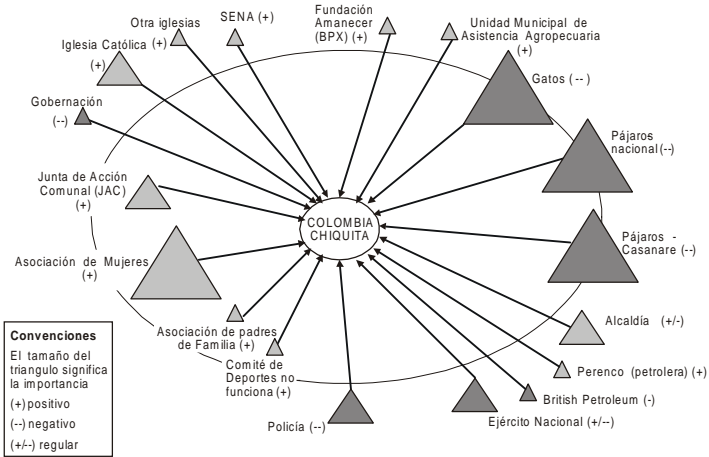 Otra iglesias
SENA (+)
Fundación
Amanecer
(BPX) (+)
Unidad Municipal de
Asistencia Agropecuaria
(+)
Iglesia Católica (+)
(+)
Gatos (--)
Gobernación
(--)
Pájaros
nacional (--)
Junta de Acción
Comunal (JAC)
(+)
COLOMBIA
CHIQUITA
Pájaros -
Casanare (--)
Asociación de Mujeres
(+)
Alcaldía (+/-)
Asociación de padres
de Familia (+)
Comité de
Deportes no
funciona (+)
Perenco (petrolera) (+)
British Petroleum (-)
Ejército Nacional (+/--)
Policía (--)
Convenciones
El tamaño del
triangulo significa
la importancia
(+) positivo
(--) negativo
(+/--) regular